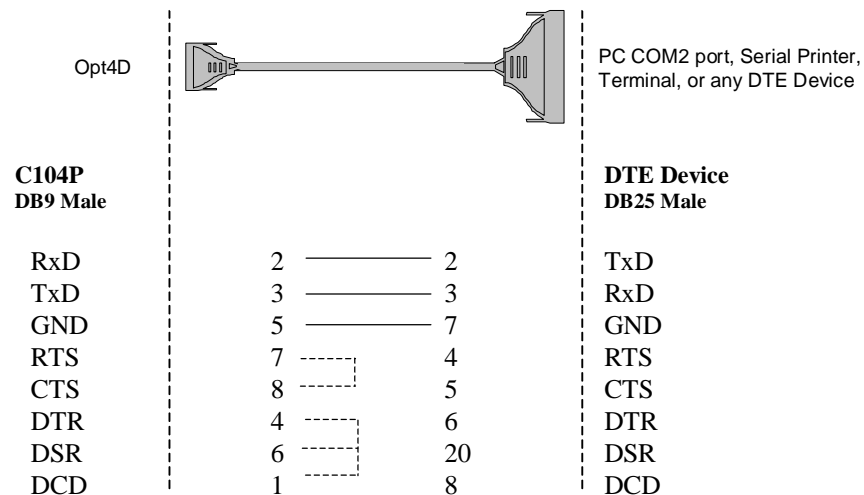 Opt4D
PC COM2 port, Serial Printer,
Terminal, or any DTE Device
C104P
DB9 Male
DTE Device
DB25 Male
RxD 2 2 TxD
TxD 3 3 RxD
GND 5 7 GND
RTS 7 4 RTS
CTS 8 5 CTS
DTR 4 6 DTR
DSR 6 20 DSR
DCD 1 8 DCD